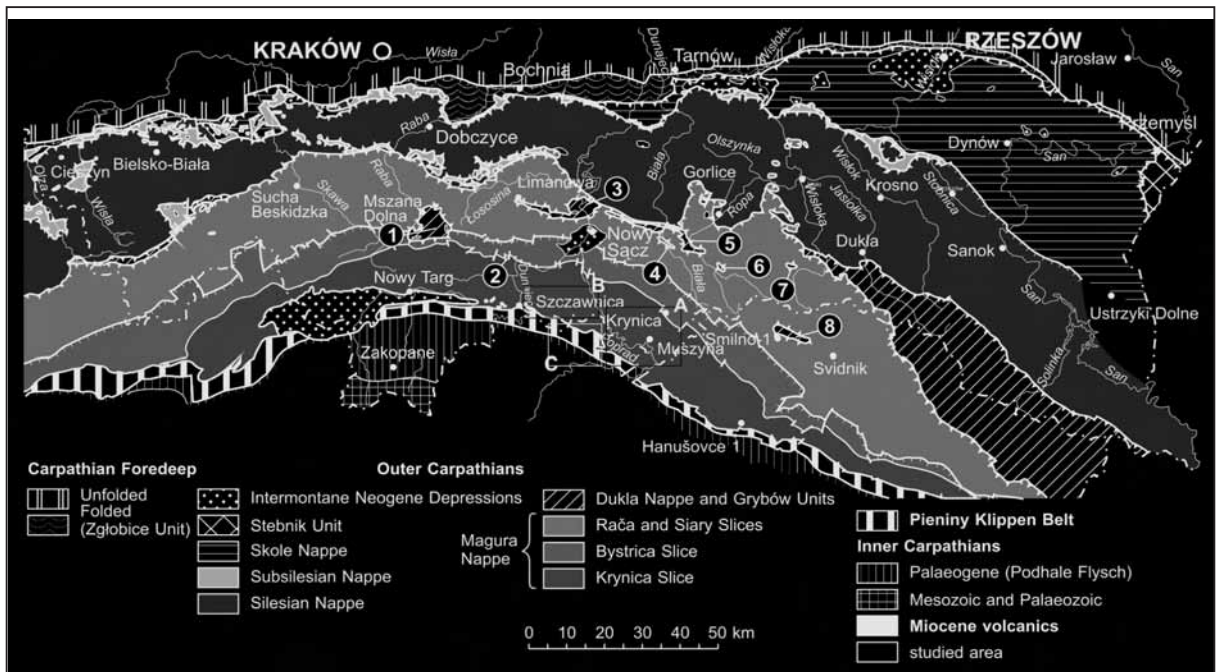 KRAKÓW
Wisła
Dunajec
Tarnów
Wisłoka
RZESZÓW
Wisłok
Jarosław
San
Bochnia
Przemyśl
Raba
Dobczyce
Dynów
San
Bielsko-Biała
Cieszyn
Olza
Wisła
Olszynka
Biała
Gorlice
Wisłok
Krosno
Stobnica
Limanowa
3
Sucha
Beskidzka
Skawa
Raba
Mszana
Dolna
Łososina
Ropa
Wisłoka
Jasiołka
1
Nowy
Sącz
5
Dukla
Sanok
4
6
Nowy Targ
2
Biała
7
San
B
Szczawnica
A
Krynica
Ustrzyki Dolne
8
Smilno 1
Zakopane
Poprad
Muszyna
C
Svidnik
Solinka
San
Hanušovce 1
Carpathian Foredeep
Unfolded
Folded
(Zgłobice Unit)
Outer Carpathians
Intermontane Neogene Depressions
Stebnik Unit
Skole Nappe
Subsilesian Nappe
Silesian Nappe
Dukla Nappe and Grybów Units
Magura
Nappe
Rača and Siary Slices
Bystrica Slice
Krynica Slice
Pieniny Klippen Belt
Inner Carpathians
Palaeogene (Podhale Flysch)
Mesozoic and Palaeozoic
Miocene volcanics
studied area
0 10 20 30 40 50 km